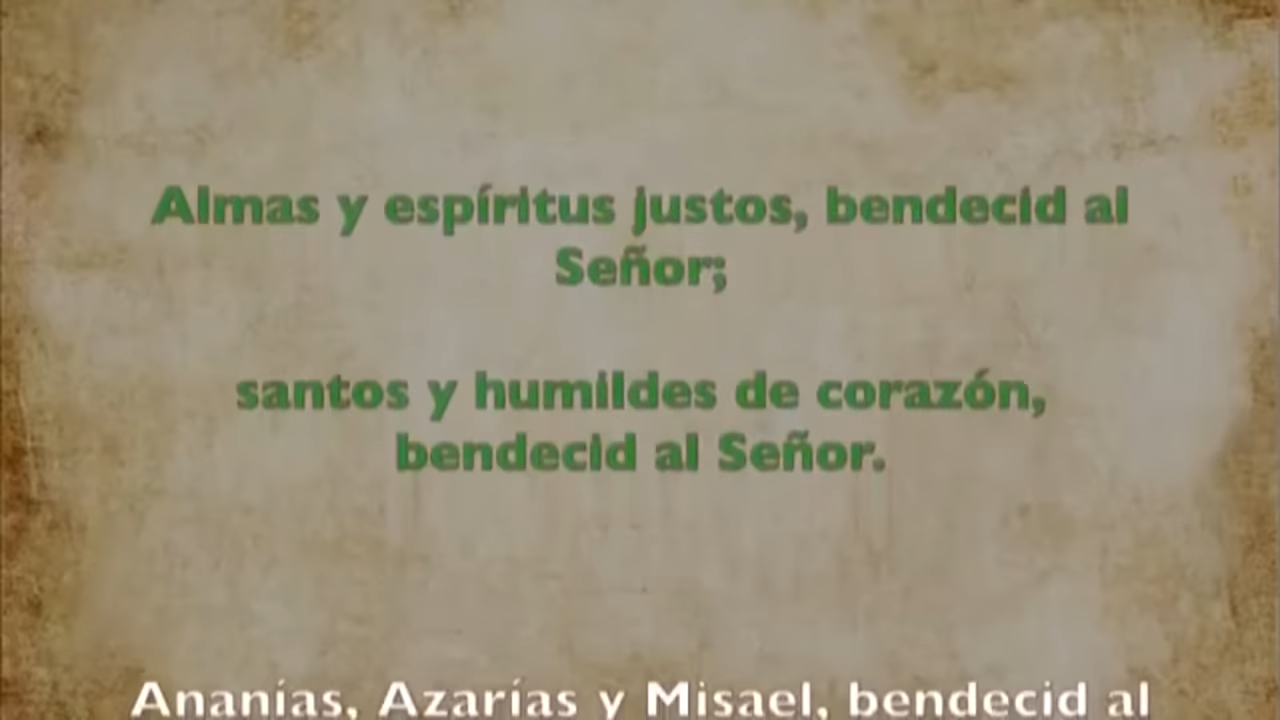 Almas y espíritus justos, bendecid al
Señor;
santos y humildes de corazón,
bendecid al Señor.
Ananías, Azarías y Misael, bendecid al